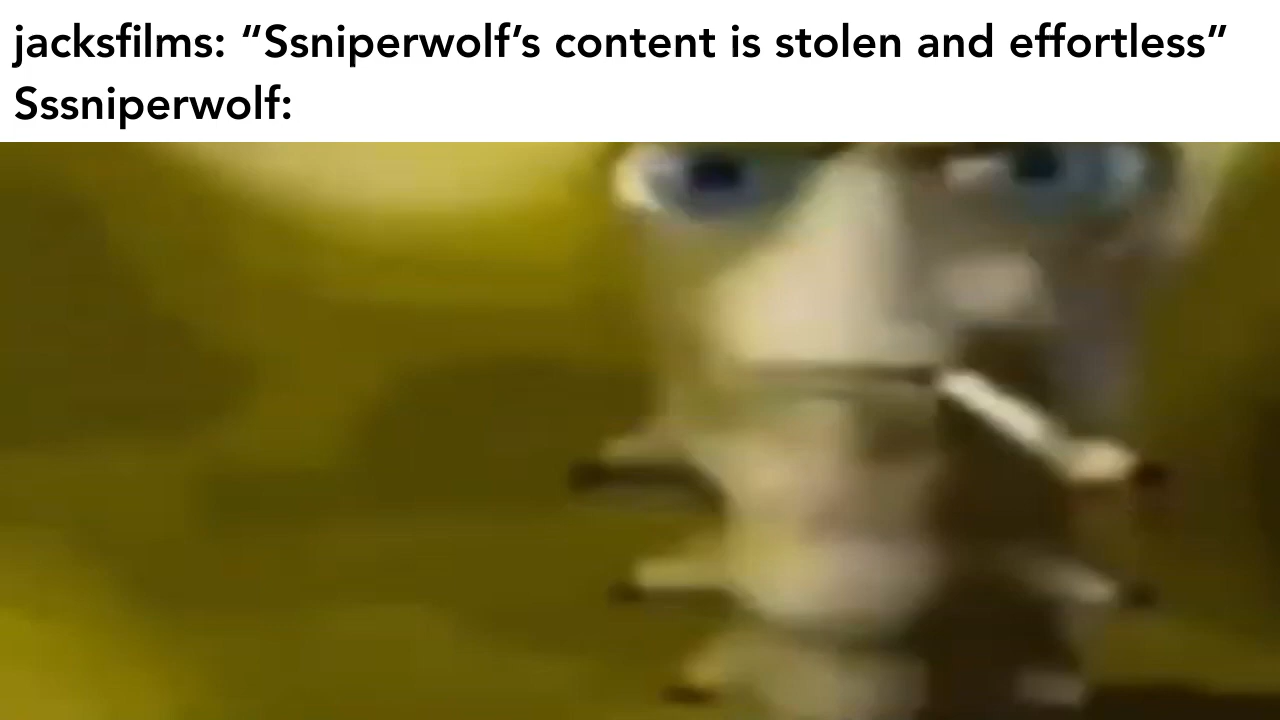 jacksfilms: “Ssniperwolf’s content is stolen and effortless”
Sssniperwolf: